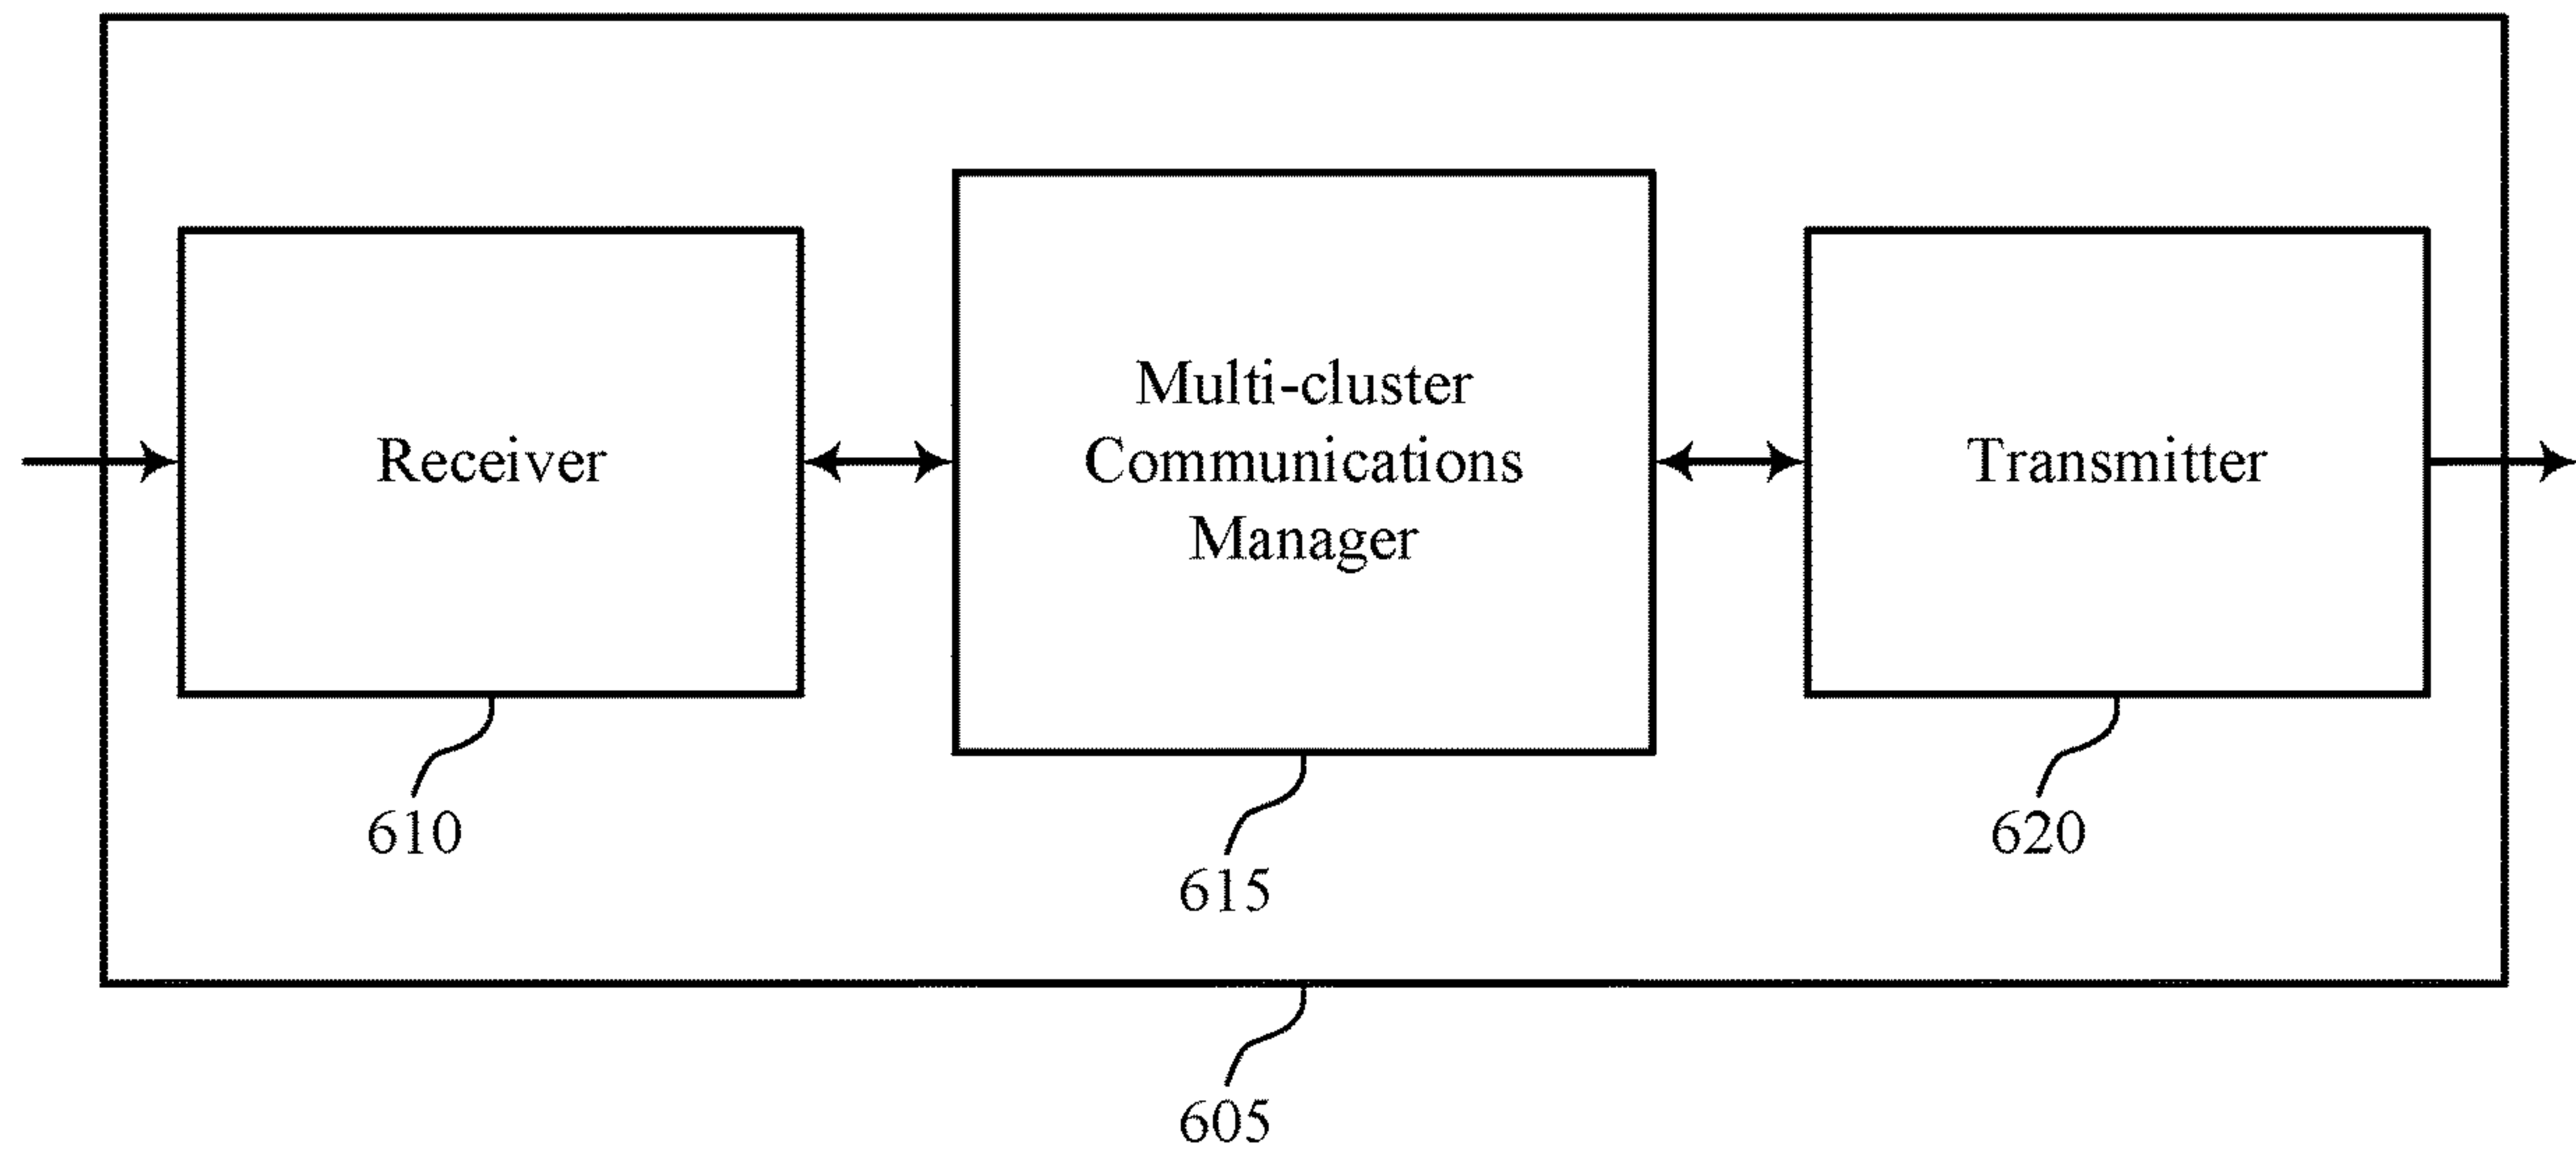 Receiver
Multi-cluster
Communications
Manager
Transmitter
610
615
620
605